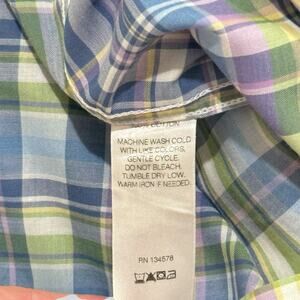 COTTON
MACHINE WASH COLD
WITH LIKE COLORS,
GENTLE CYCLE.
DO NOT BLEACH.
TUMBLE DRY LOW.
WARM IRON IF NEEDED.
RN 134578